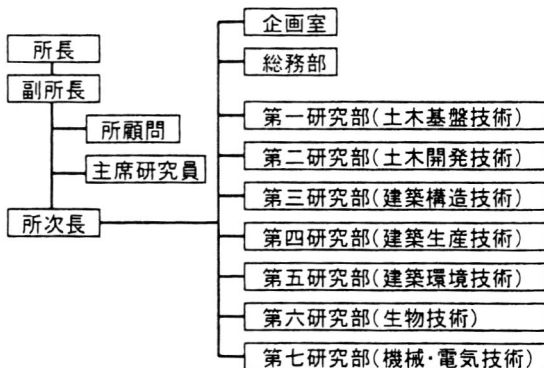 所長
副所長
所顧問
主席研究員
所次長
企画室
総務部
第一研究部(土木基盤技術)
第二研究部(土木開発技術)
第三研究部(建築構造技術)
第四研究部(建築生産技術)
第五研究部(建築環境技術)
第六研究部(生物技術)
第七研究部(機械・電気技術)